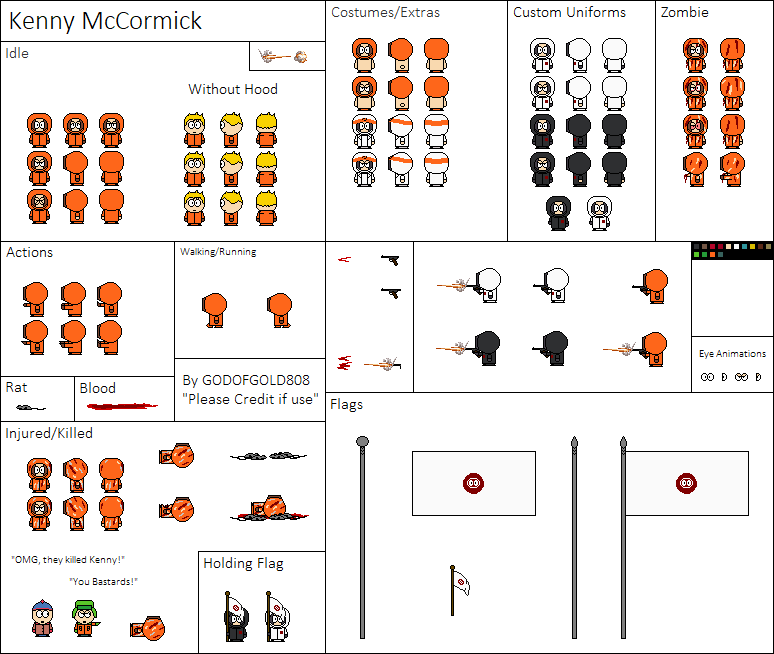 Kenny McCormick
Costumes/Extras
Custom Uniforms
Zombie
Idle
Without Hood
Actions
Walking/Running
Eye Animations
Rat
Blood
By GODOFGOLD808
"Please Credit if use"
Flags
Injured/Killed
"OMG, they killed Kenny!"
"You Bastards!"
Holding Flag